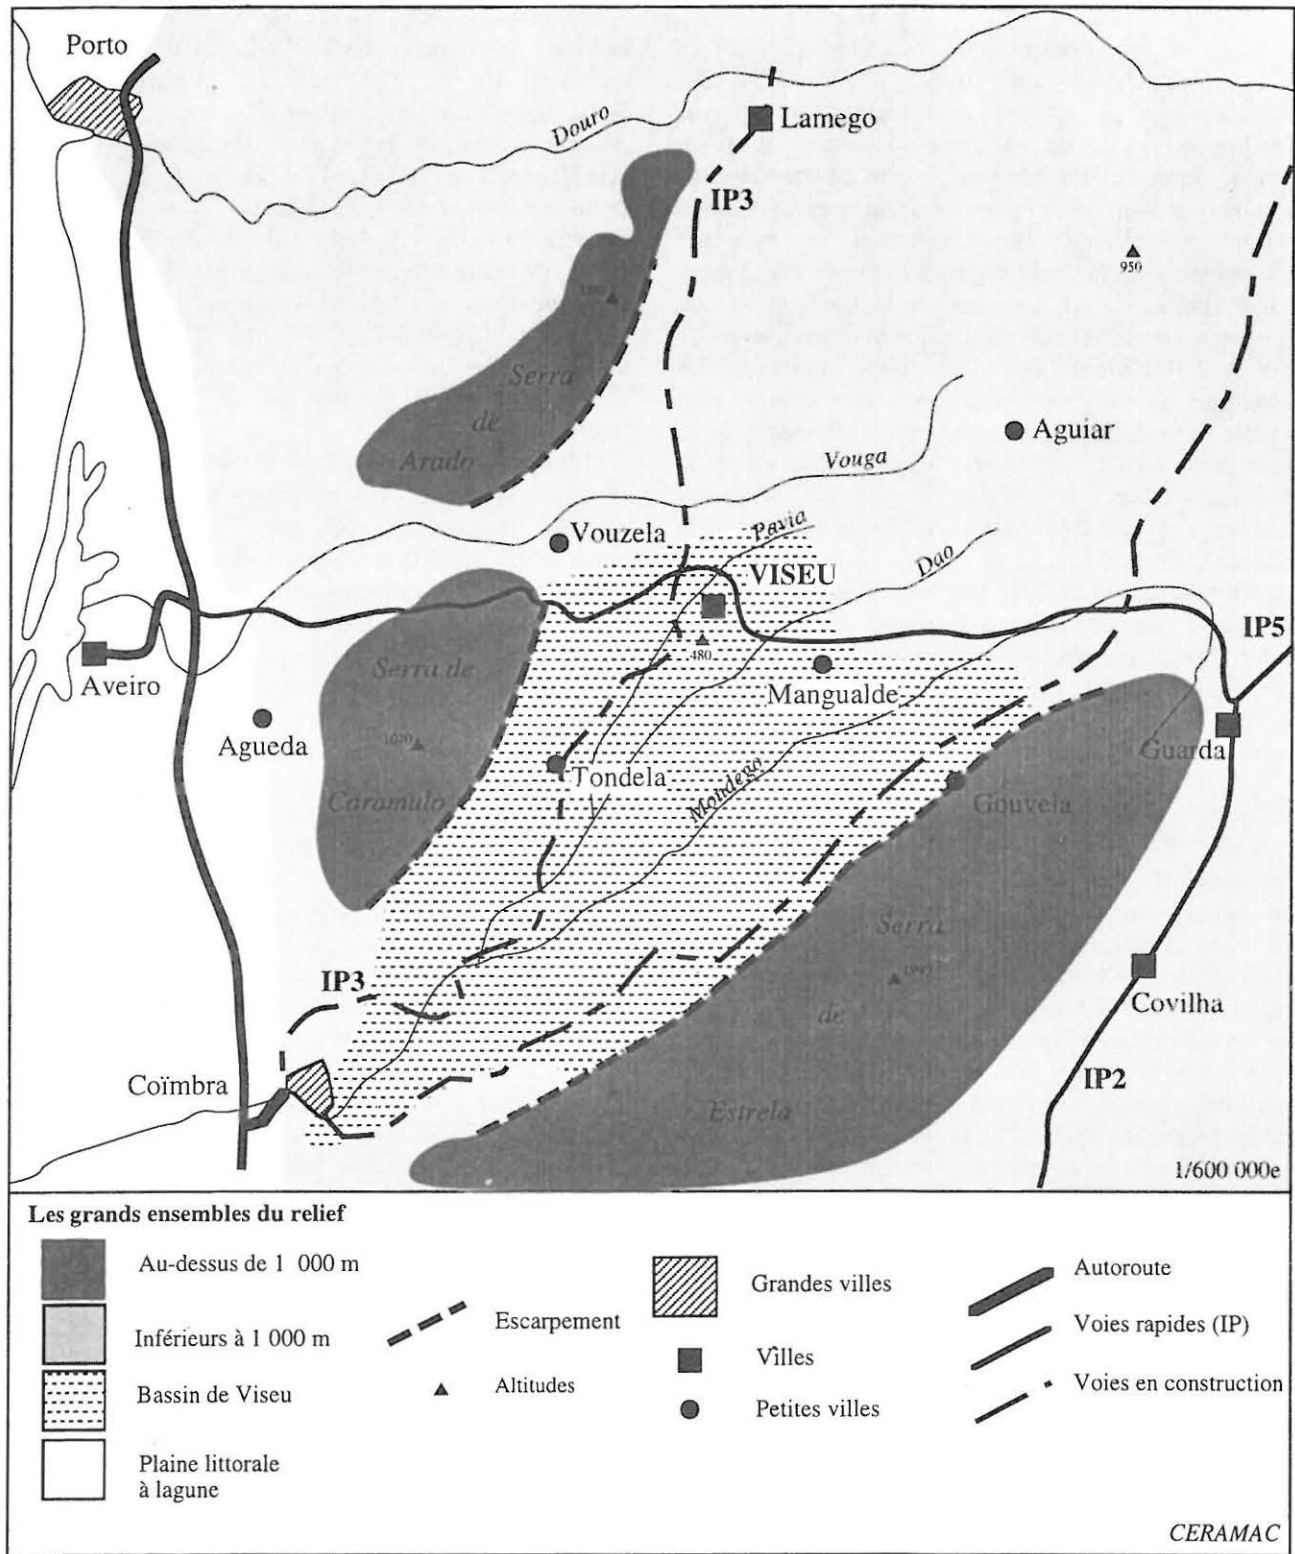 Porto
Douro
Lamego
IP3
950
Serra
de
Arado
Aguiar
Vouga
Vouzela
Pavia
Dao
VISEU
IP5
480
Aveiro
Serra de
Mangualde
Agueda
1070
Guarda
Tondela
Mondego
Gouvela
Caramulo
Serra
IP3
de
Covilha
Coïmbra
IP2
Estrela
1/600 000e
Les grands ensembles du relief
Au-dessus de 1 000 m
Inférieurs à 1 000 m
Bassin de Viseu
Plaine littorale
à lagune
Escarpement
Altitudes
Grandes villes
Villes
Petites villes
Autoroute
Voies rapides (IP)
Voies en construction
CERAMAC